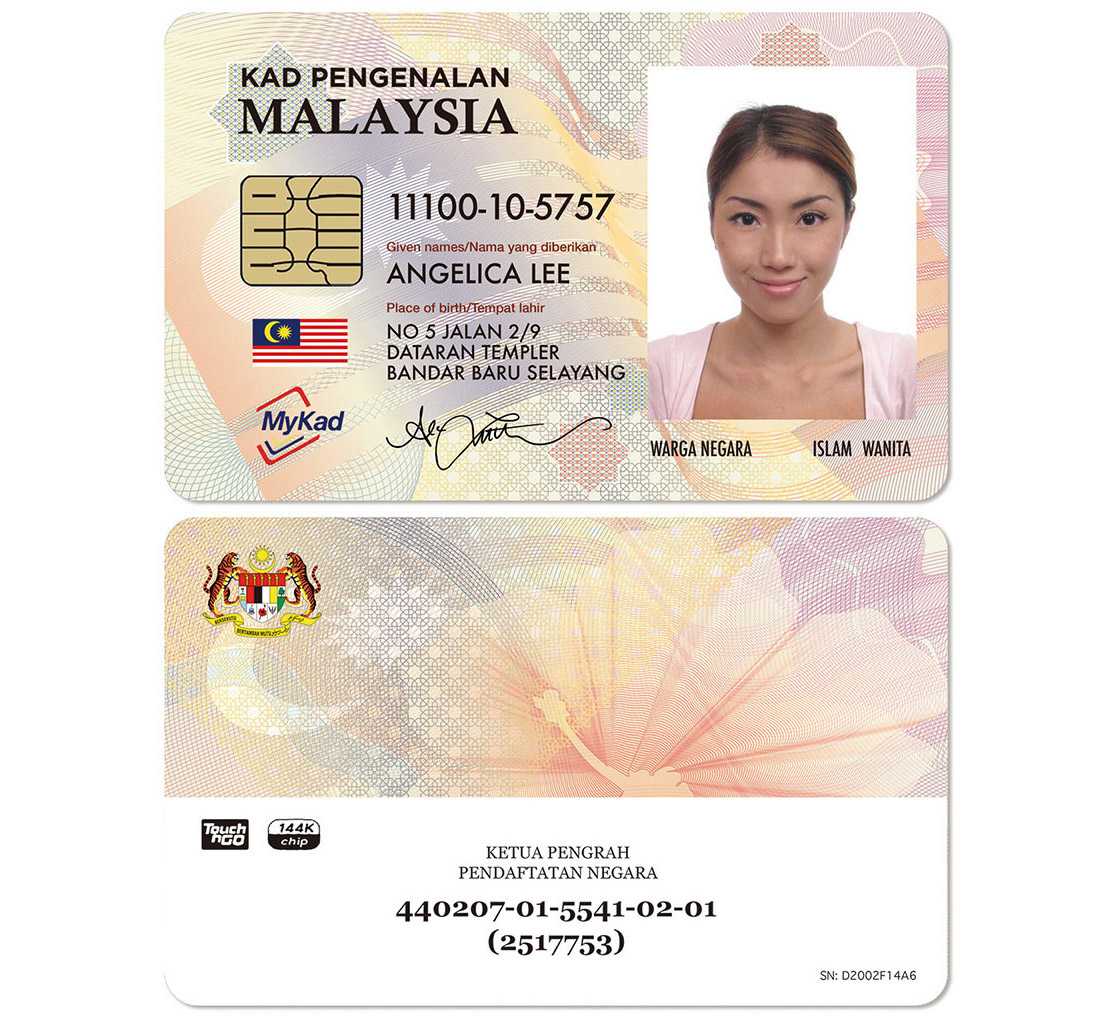 KAD PENGENALAN
MALAYSIA
11100-10-5757
Given names/Nama yang diberikan
ANGELICA LEE
Place of birth/Tempat lahir
NO 5 JALAN 2/9
DATARAN TEMPLER
BANDAR BARU SELAYANG
MyKad
WARGA NEGARA ISLAM WANITA
BERTAMBAH MUTU
Touch nGO
144K chip
KETUA PENGRAH
PENDAFTATAN NEGARA
440207-01-5541-02-01
(2517753)
SN: D2002F14A6